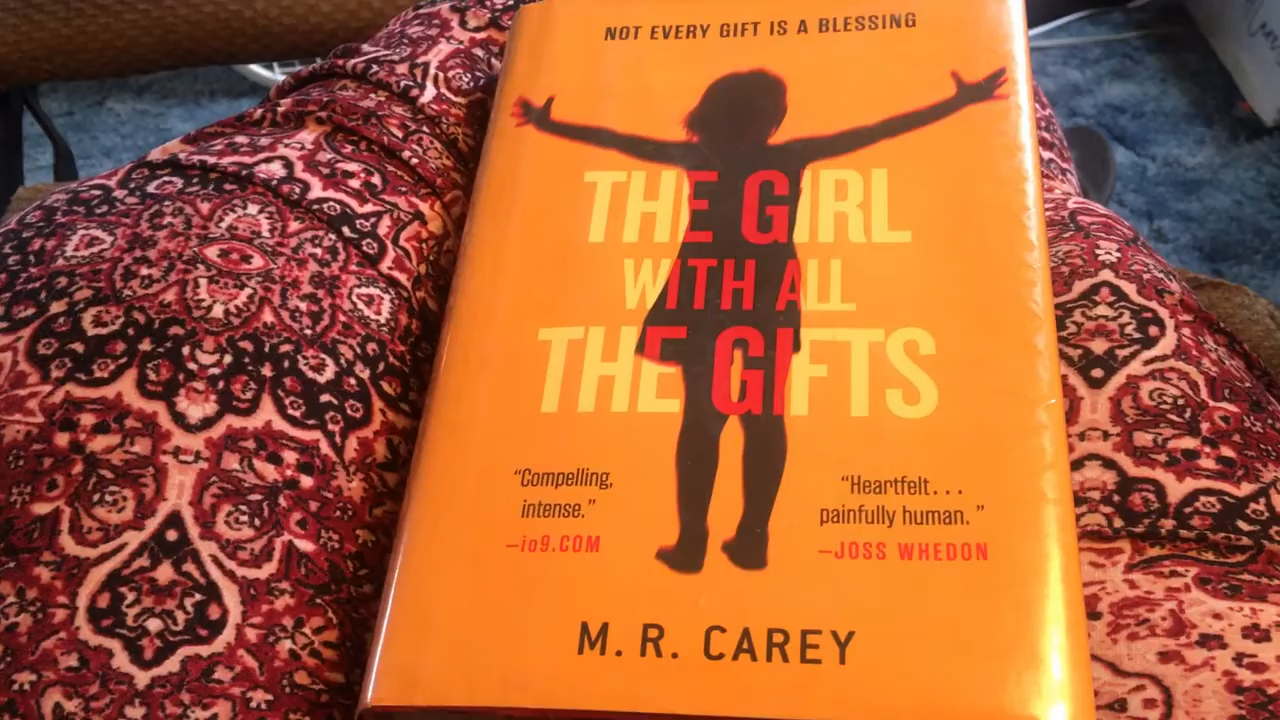 NOT EVERY GIFT IS A BLESSING
THE GIRL
WITH ALL
THE GIFTS
“Compelling,
intense.”
–io9.COM
“Heartfelt...
painfully human. ”
–JOSS WHEDON
M. R. CAREY